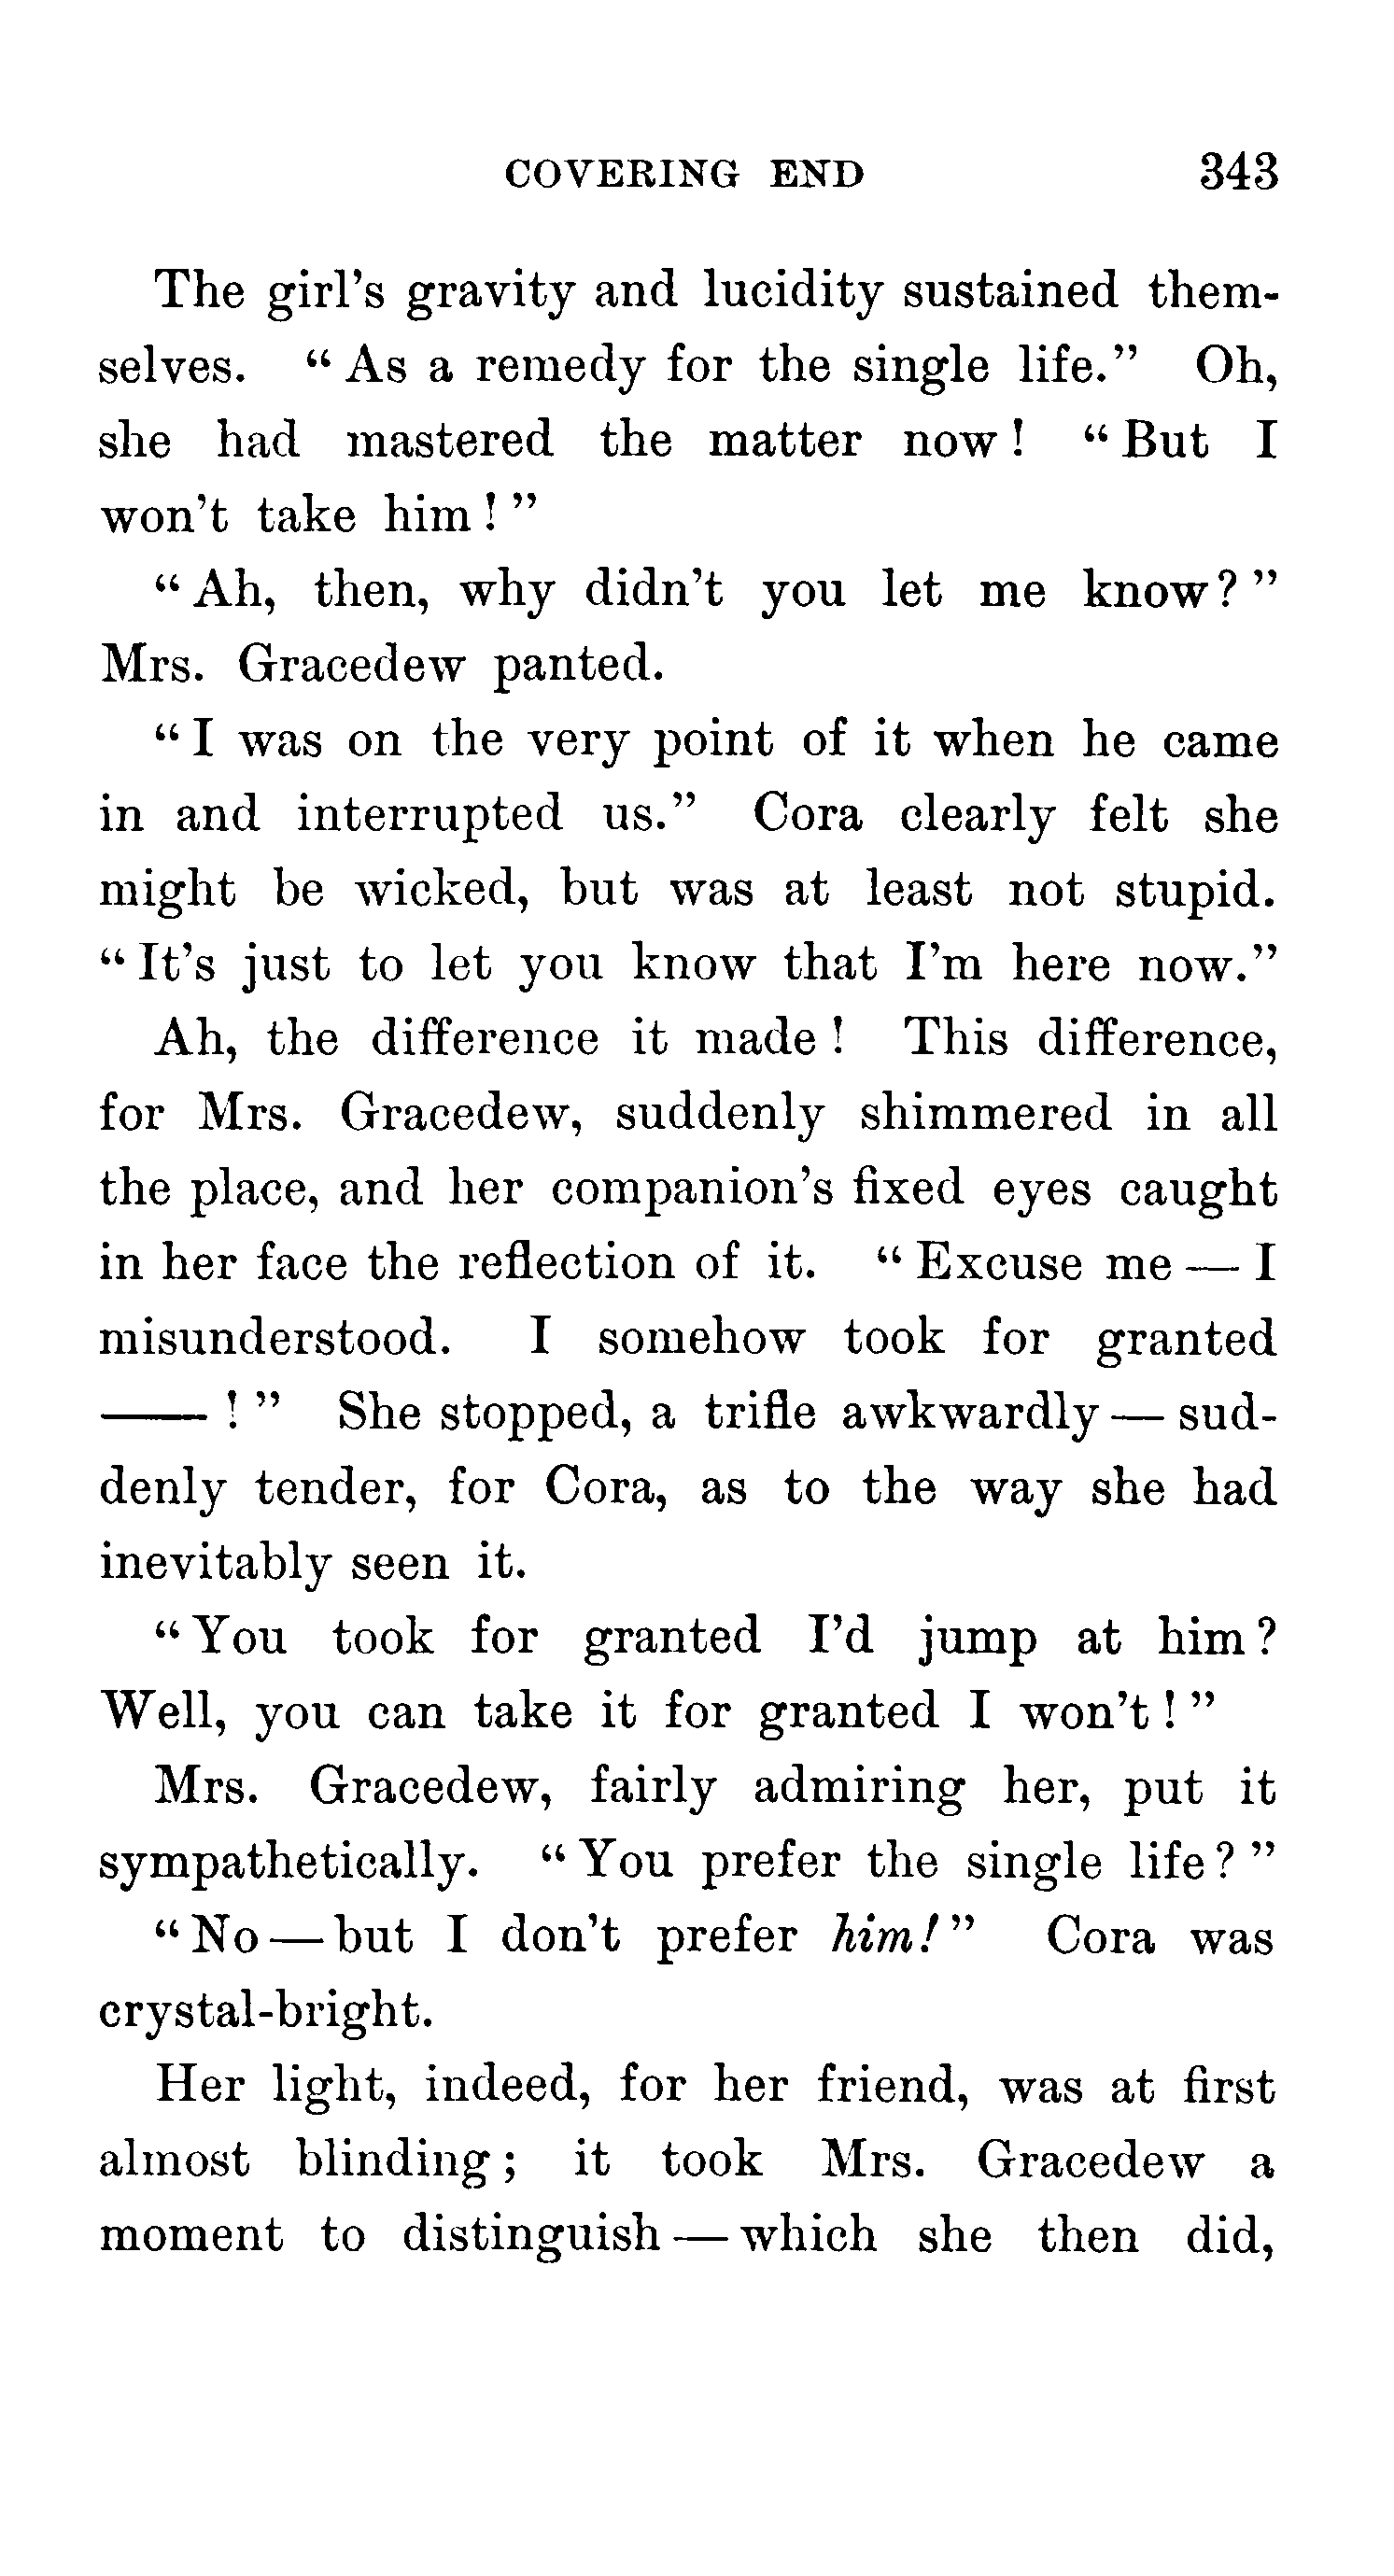 COVERING END 343
The girl's gravity and lucidity sustained them-
selves. "As a remedy for the single life." Oh,
she had mastered the matter now! "But I
won't take him!"
"Ah, then, why didn't you let me know?"
Mrs. Gracedew panted.
"I was on the very point of it when he came
in and interrupted us." Cora clearly felt she
might be wicked, but was at least not stupid.
"It's just to let you know that I'm here now."
Ah, the difference it made! This difference,
for Mrs. Gracedew, suddenly shimmered in all
the place, and her companion's fixed eyes caught
in her face the reflection of it. "Excuse me — I
misunderstood. I somehow took for granted
——!" She stopped, a trifle awkwardly — sud-
denly tender, for Cora, as to the way she had
inevitably seen it.
"You took for granted I'd jump at him?
Well, you can take it for granted I won't!"
Mrs. Gracedew, fairly admiring her, put it
sympathetically. "You prefer the single life?"
"No — but I don't prefer him!" Cora was
crystal-bright.
Her light, indeed, for her friend, was at first
almost blinding; it took Mrs. Gracedew a
moment to distinguish — which she then did,